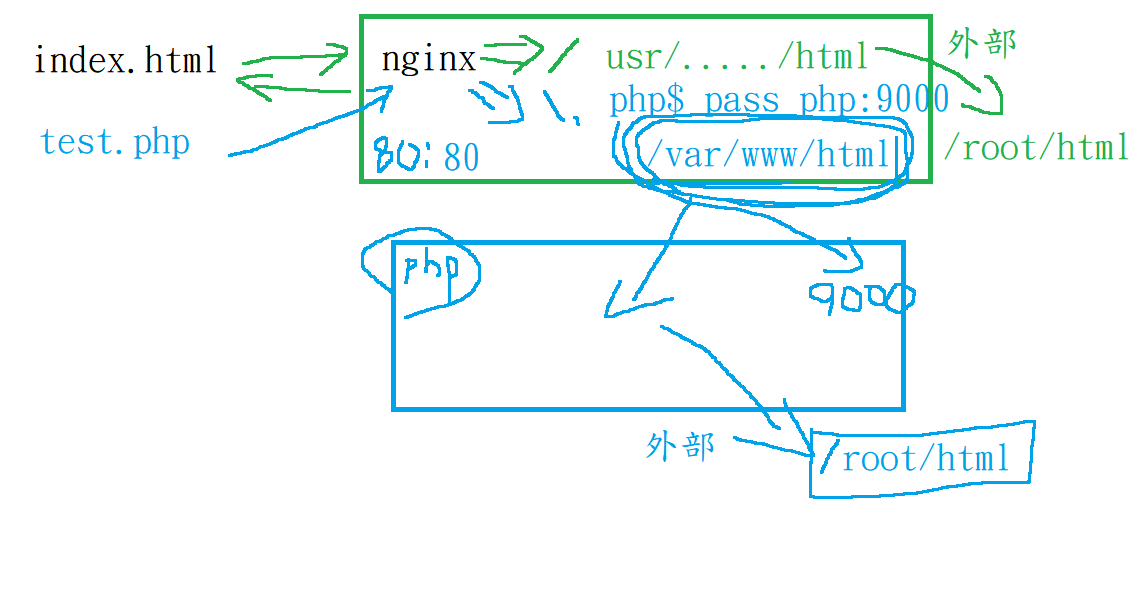 index.html
nginx
/ usr/...../html
外部
\. php$ pass php:9000
test.php
80:80
/var/www/html
/root/html
php
9000
外部
/root/html